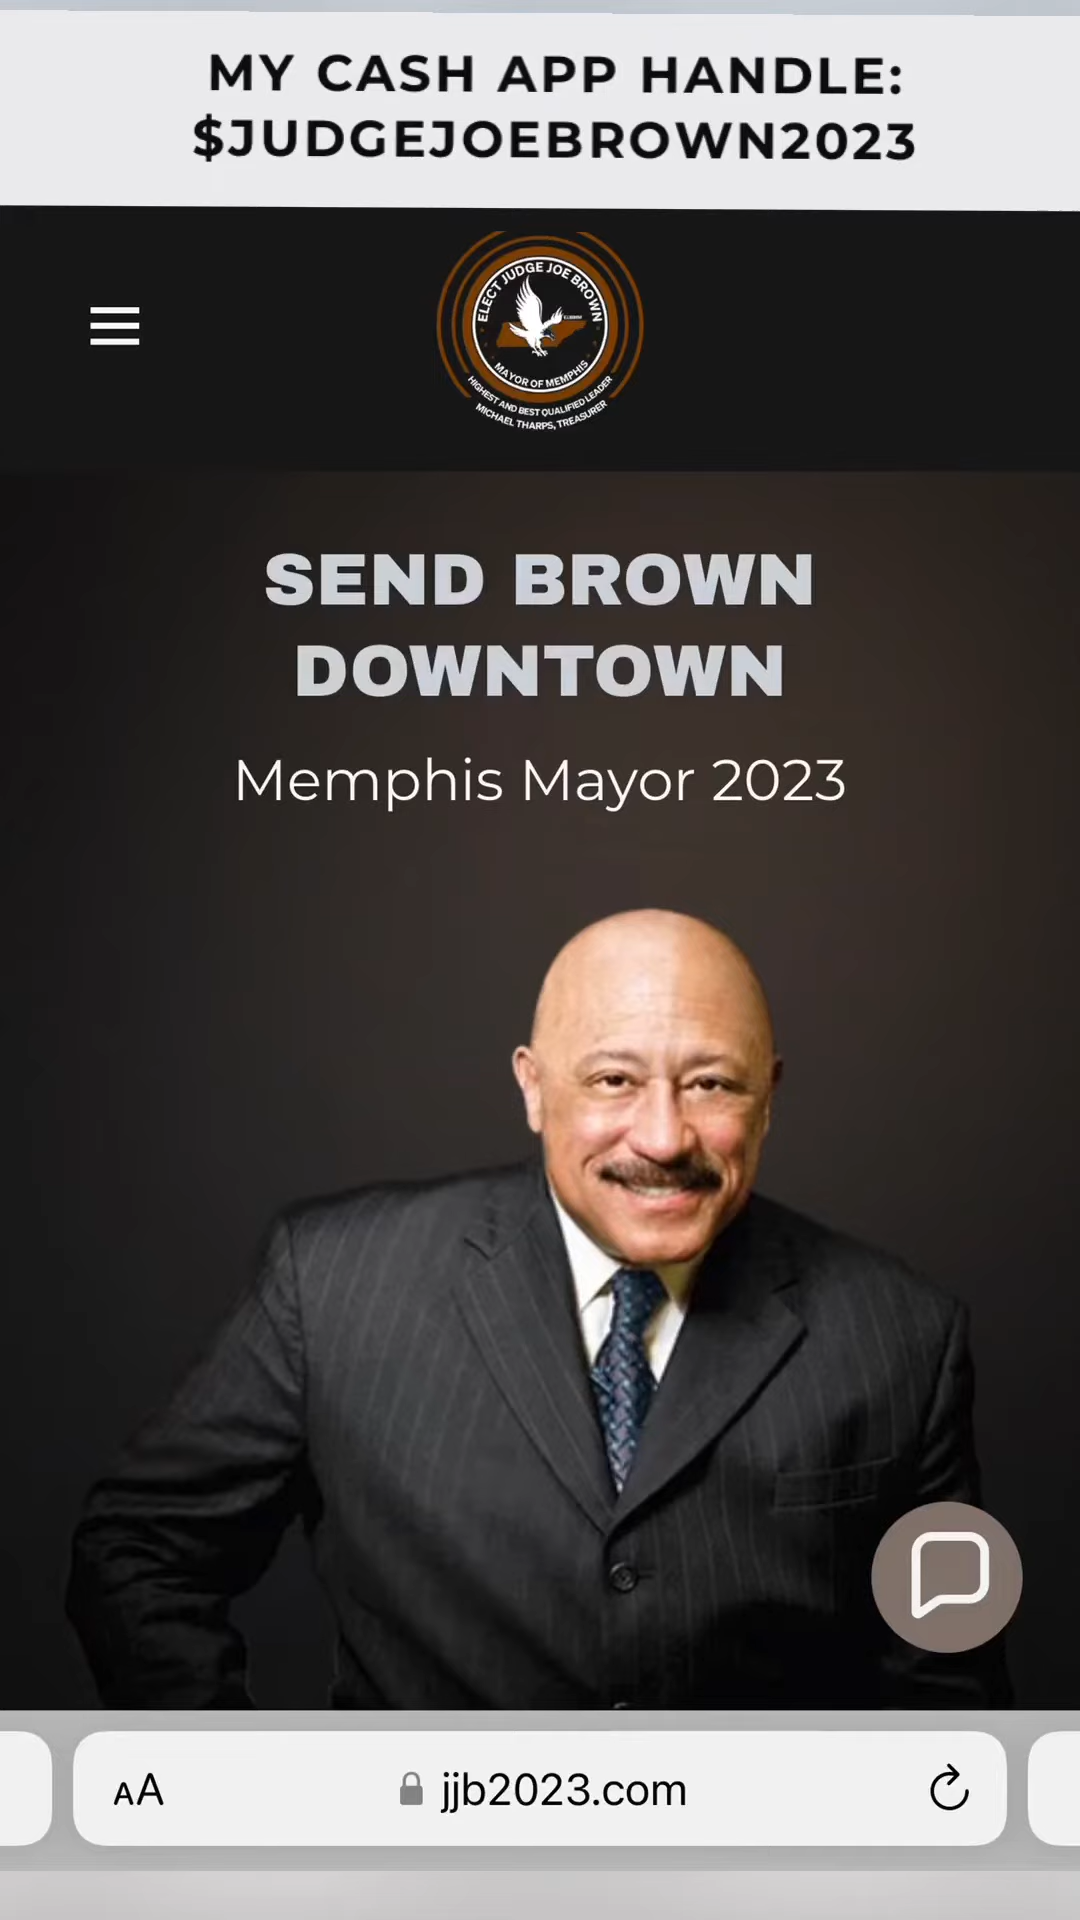 MY CASH APP HANDLE:
$JUDGEJOEBROWN2023
ELECT JUDGE JOE BROWN
MAYOR OF MEMPHIS
HIGHEST AND BEST QUALIFIED LEADER
MICHAEL THARPS, TREASURER
SEND BROWN
DOWNTOWN
Memphis Mayor 2023
AA
jjb2023.com